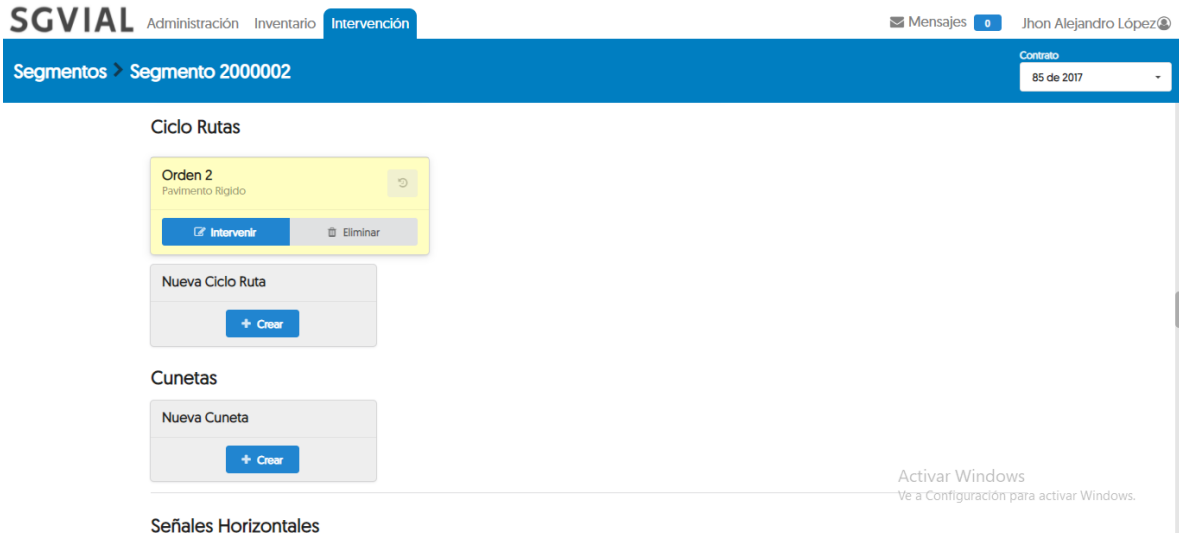 SGVIAL Administración Inventario Intervención Mensajes 0 Jhon Alejandro López
Contrato
Segmentos > Segmento 2000002 85 de 2017
Ciclo Rutas
Orden 2
Pavimento Rigido
Intervenir Eliminar
Nueva Ciclo Ruta
+ Crear
Cunetas
Nueva Cuneta
+ Crear
Activar Windows
Ve a Configuración para activar Windows.
Señales Horizontales